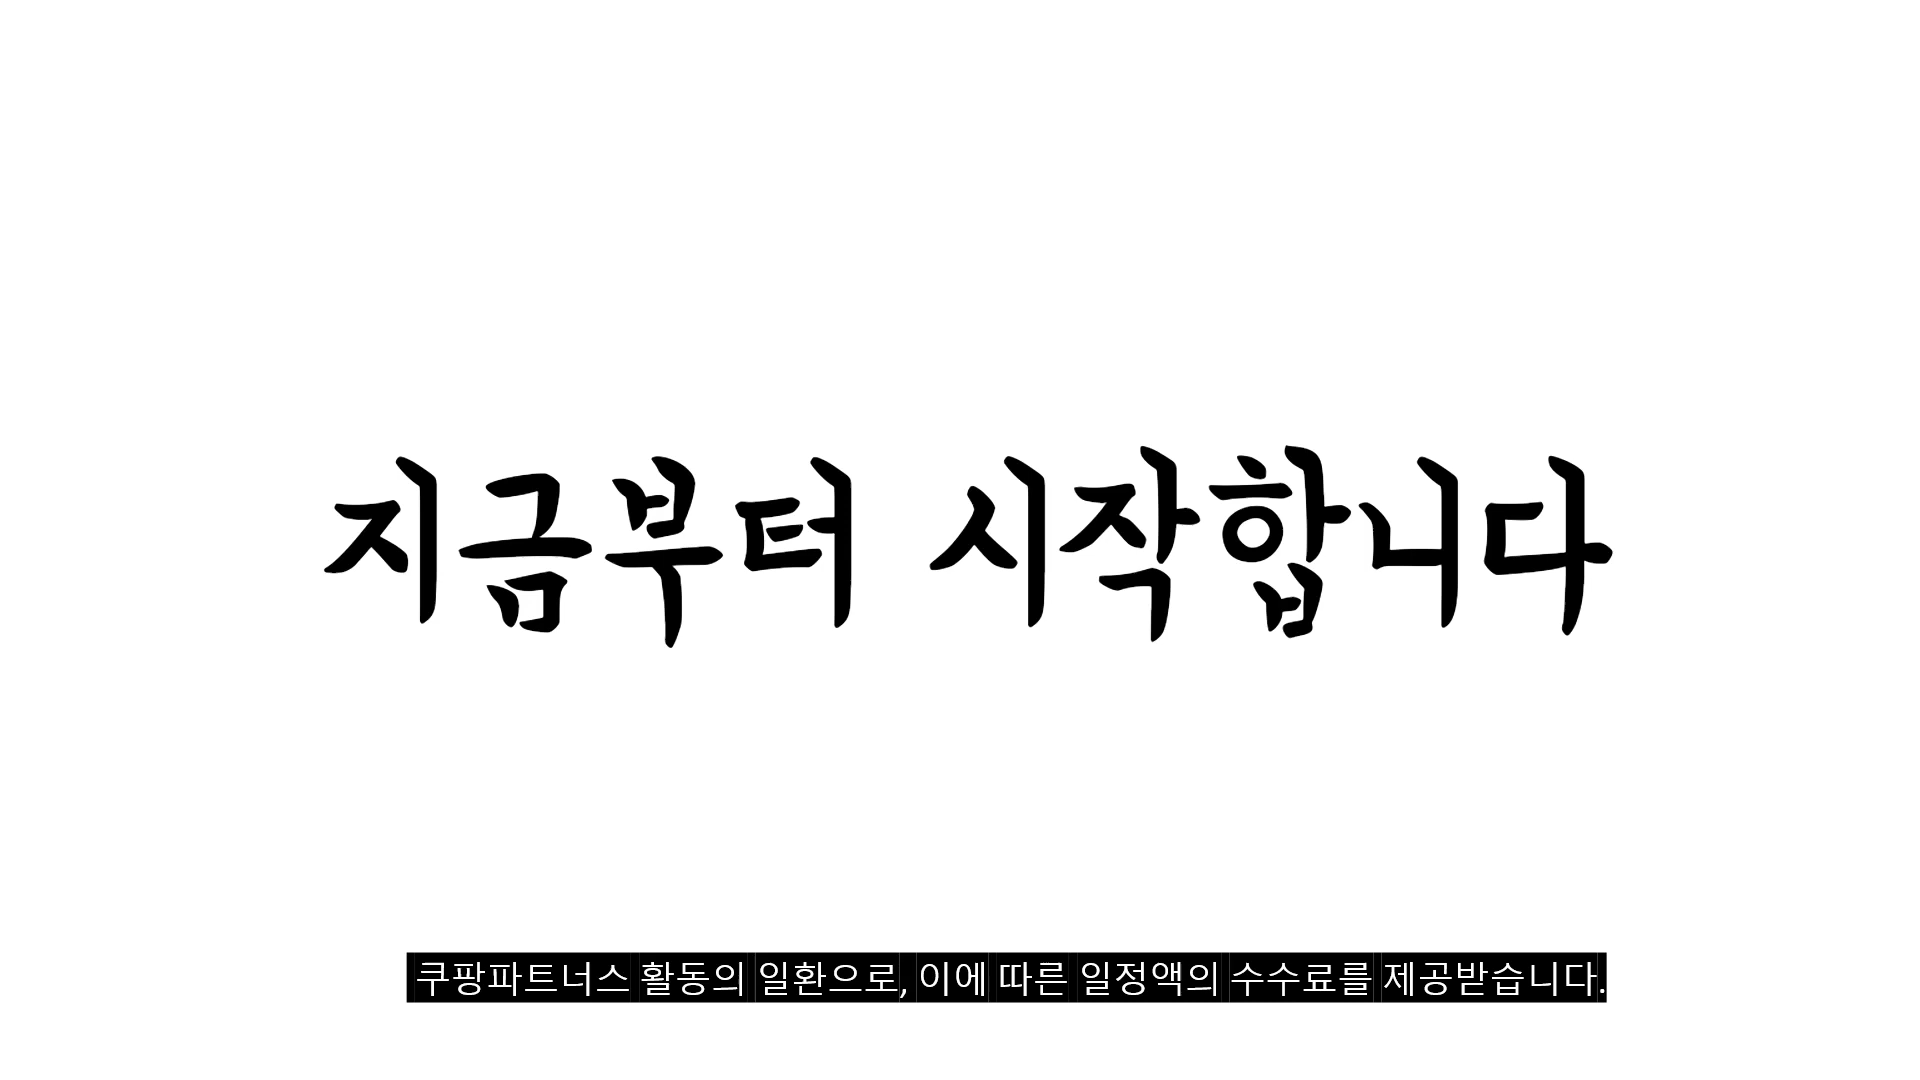 지금부터 시작합니다
쿠팡파트너스 활동의 일환으로, 이에 따른 일정액의 수수료를 제공받습니다.